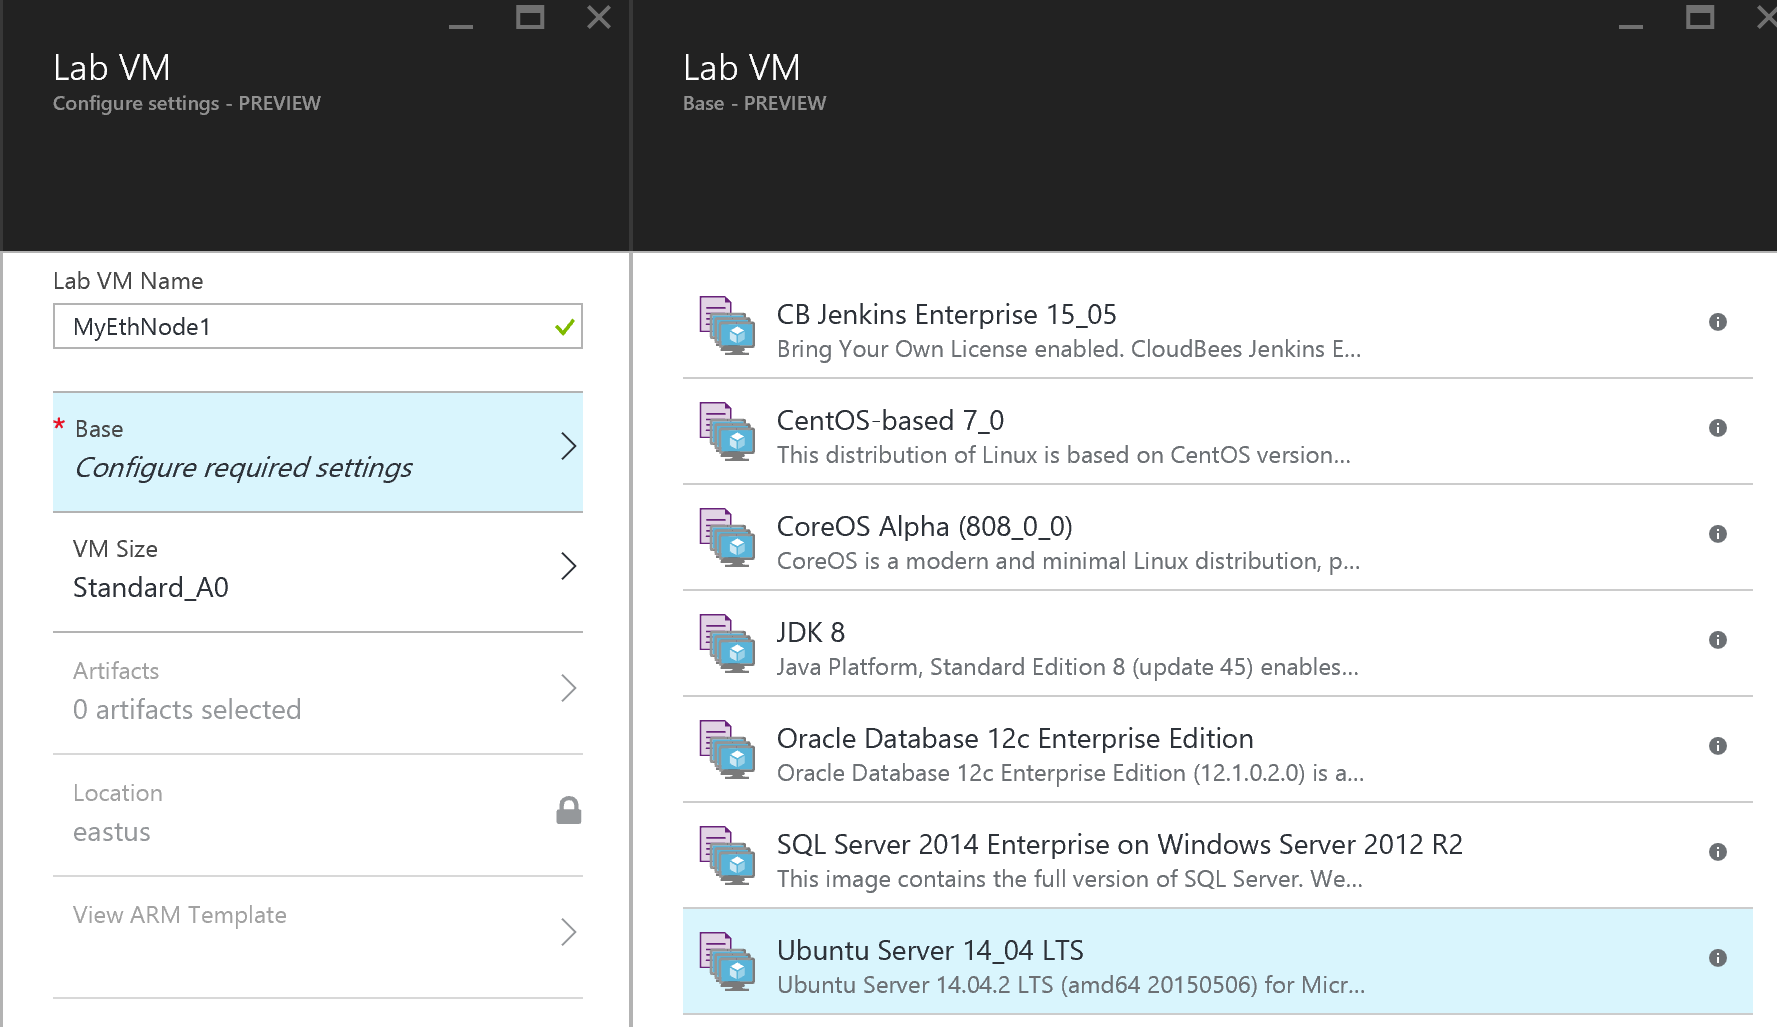 Lab VM
Configure settings - PREVIEW
Lab VM Name
MyEthNode1
* Base
Configure required settings
VM Size
Standard_A0
Artifacts
0 artifacts selected
Location
eastus
View ARM Template
Lab VM
Base - PREVIEW
CB Jenkins Enterprise 15_05
Bring Your Own License enabled. CloudBees Jenkins E...
CentOS-based 7_0
This distribution of Linux is based on CentOS version...
CoreOS Alpha (808_0_0)
CoreOS is a modern and minimal Linux distribution, p...
JDK 8
Java Platform, Standard Edition 8 (update 45) enables...
Oracle Database 12c Enterprise Edition
Oracle Database 12c Enterprise Edition (12.1.0.2.0) is a...
SQL Server 2014 Enterprise on Windows Server 2012 R2
This image contains the full version of SQL Server. We...
Ubuntu Server 14_04 LTS
Ubuntu Server 14.04.2 LTS (amd64 20150506) for Micr...